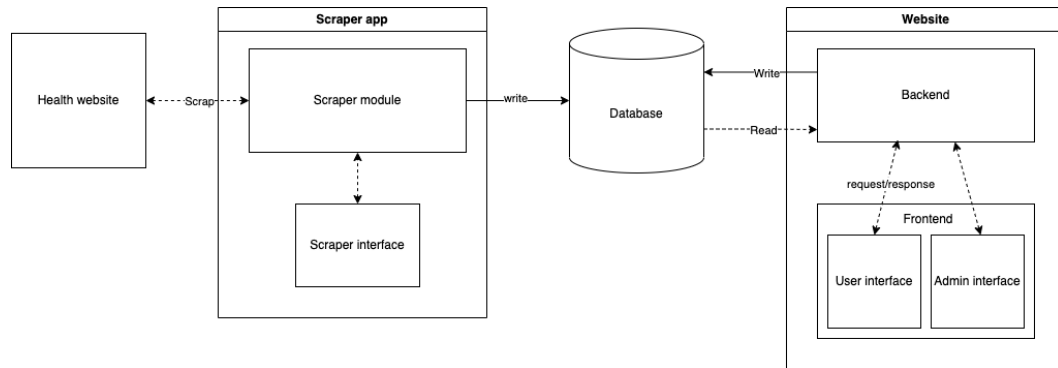 Scraper app
Website
Health website
Scrap
Scraper module
write
Database
Write
Read
Backend
Scraper interface
request/response
Frontend
User interface
Admin interface